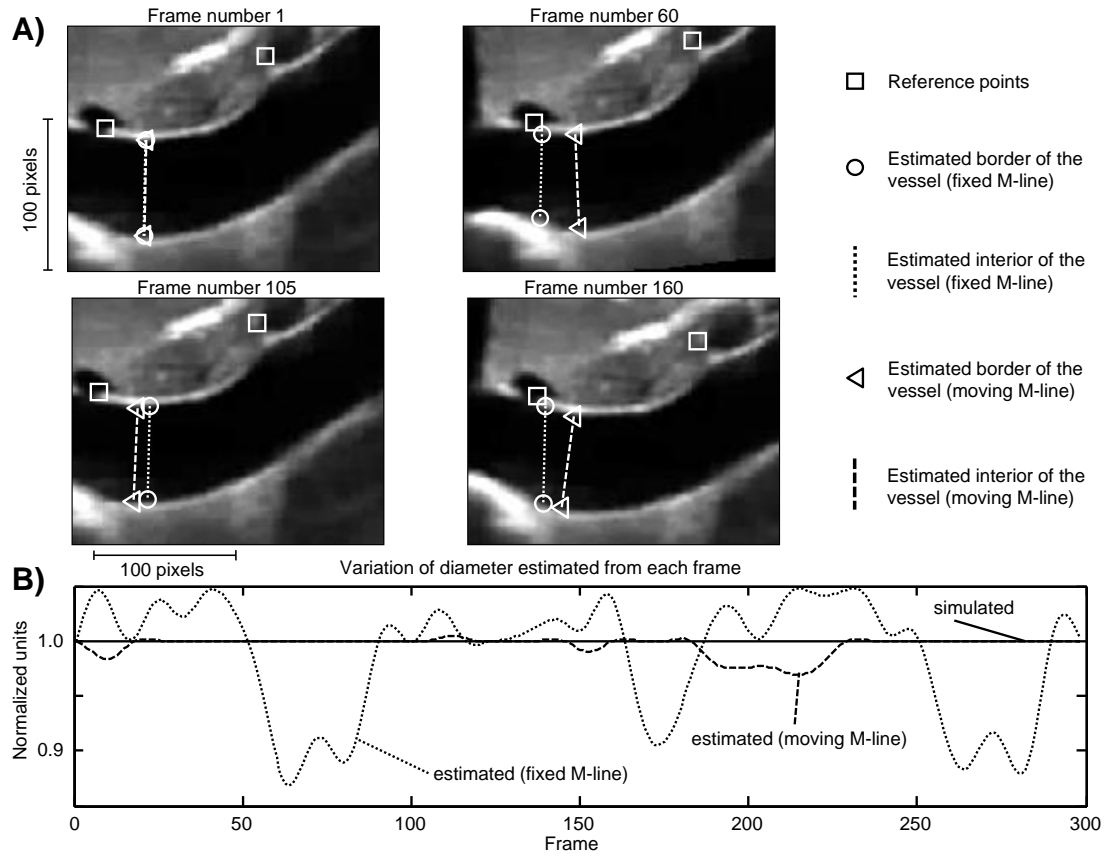 A)
Frame number 1
Frame number 60
100 pixels
Reference points
Estimated border of the
vessel (fixed M-line)
Estimated interior of the
vessel (fixed M-line)
Frame number 105
Frame number 160
Estimated border of the
vessel (moving M-line)
Estimated interior of the
vessel (moving M-line)
100 pixels
B)
Variation of diameter estimated from each frame
Normalized units
1.0
0.9
simulated
estimated (moving M-line)
estimated (fixed M-line)
0
50
100
150
200
250
300
Frame